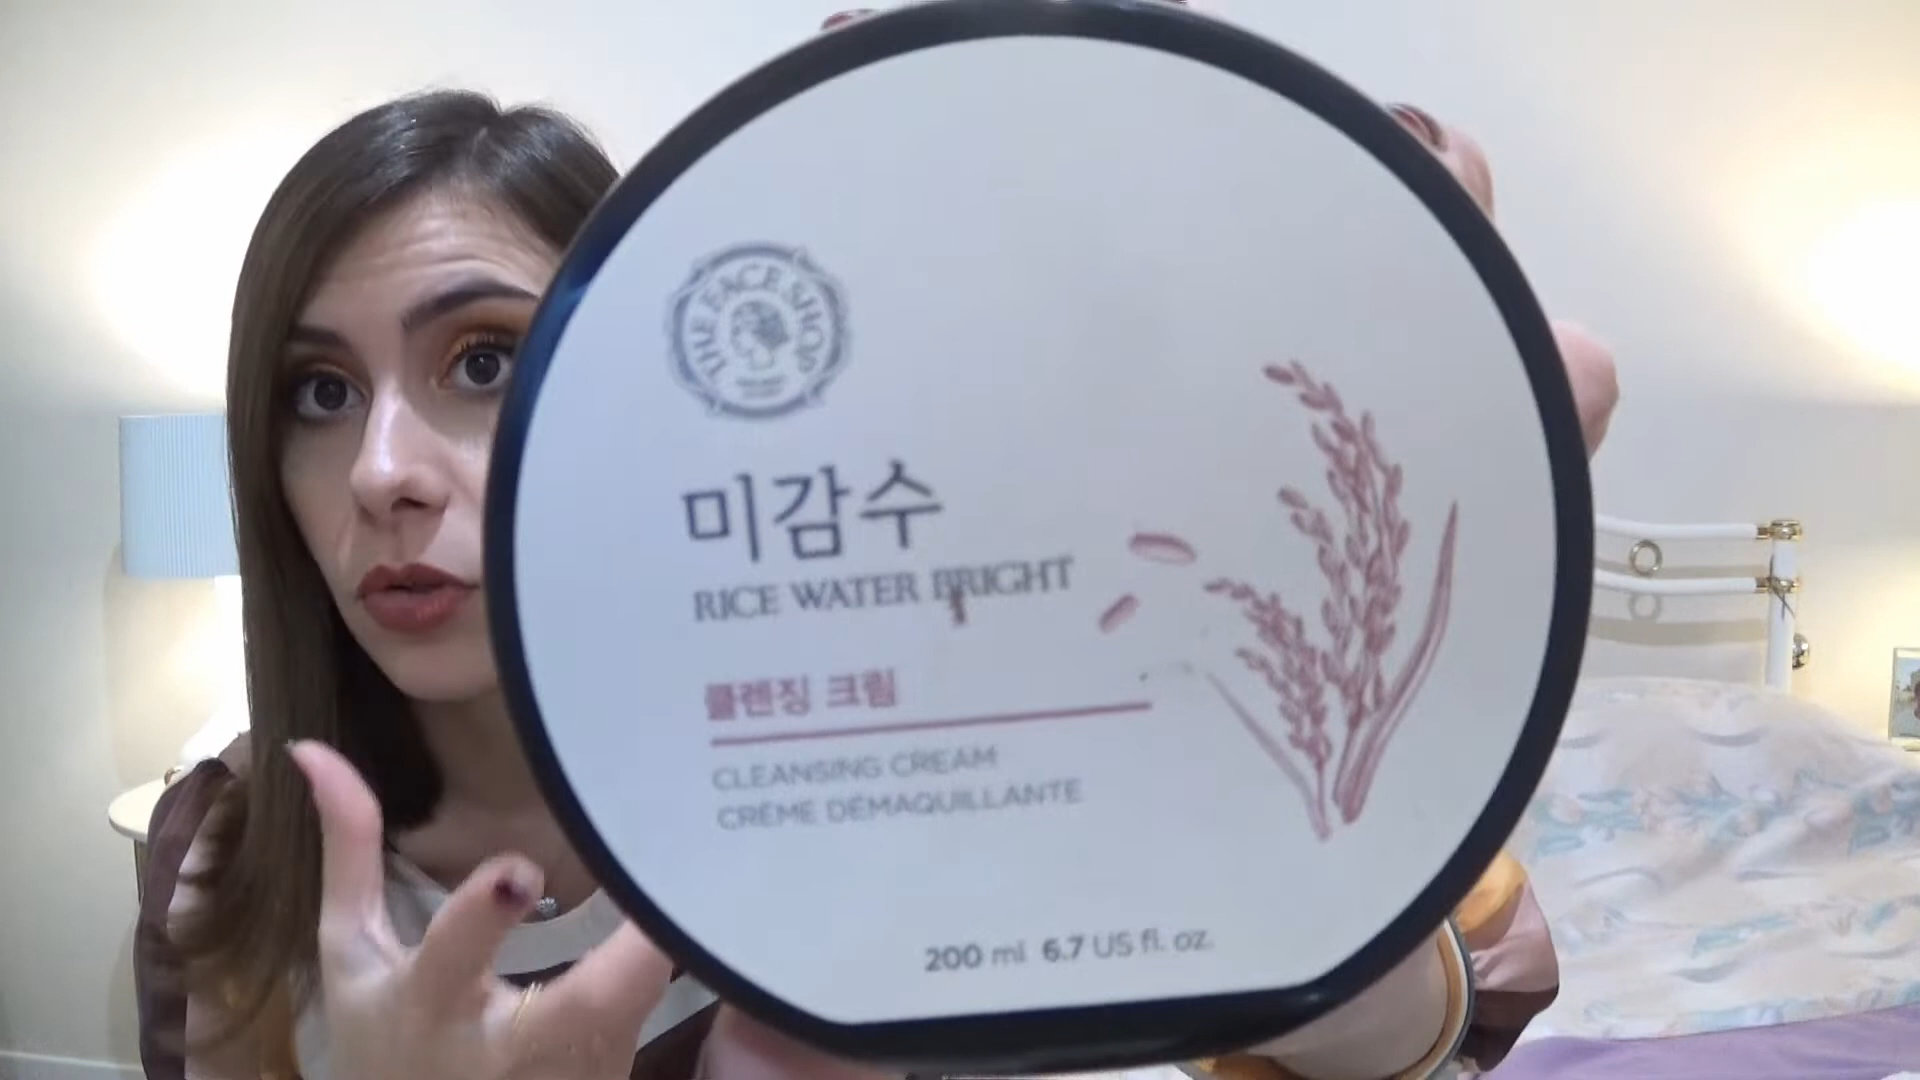 THE FACE SHOP
미감수
RICE WATER BRIGHT
클렌징 크림
CLEANSING CREAM
CRÈME DÉMAQUILLANTE
200 ml 6.7 US fl. oz.